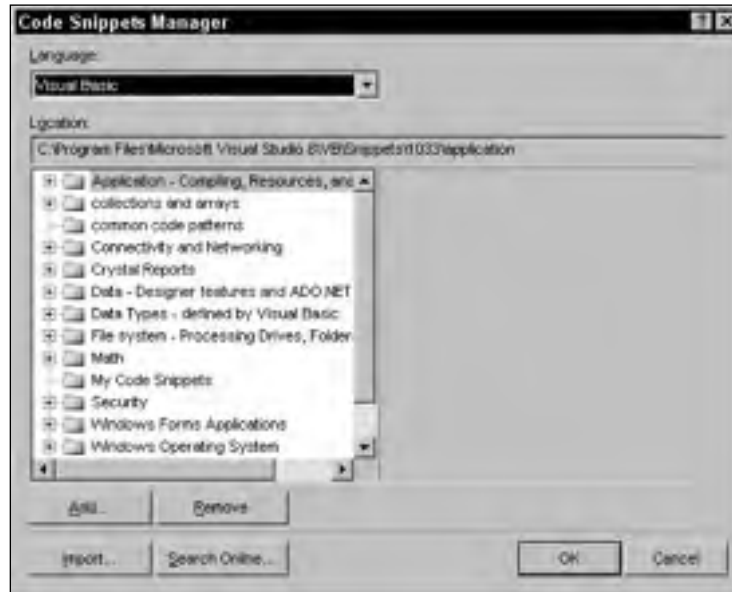 Code Snippets Manager
Language:
Visual Basic
Location:
C:\Program Files\Microsoft Visual Studio 8\VB\Snippets\1033\application
Application - Compiling, Resources, and
collections and arrays
common code patterns
Connectivity and Networking
Crystal Reports
Data - Designer features and ADO.NET
Data Types - defined by Visual Basic
File system - Processing Drives, Folder
Math
My Code Snippets
Security
Windows Forms Applications
Windows Operating System
Add...
Remove
Import...
Search Online...
OK
Cancel